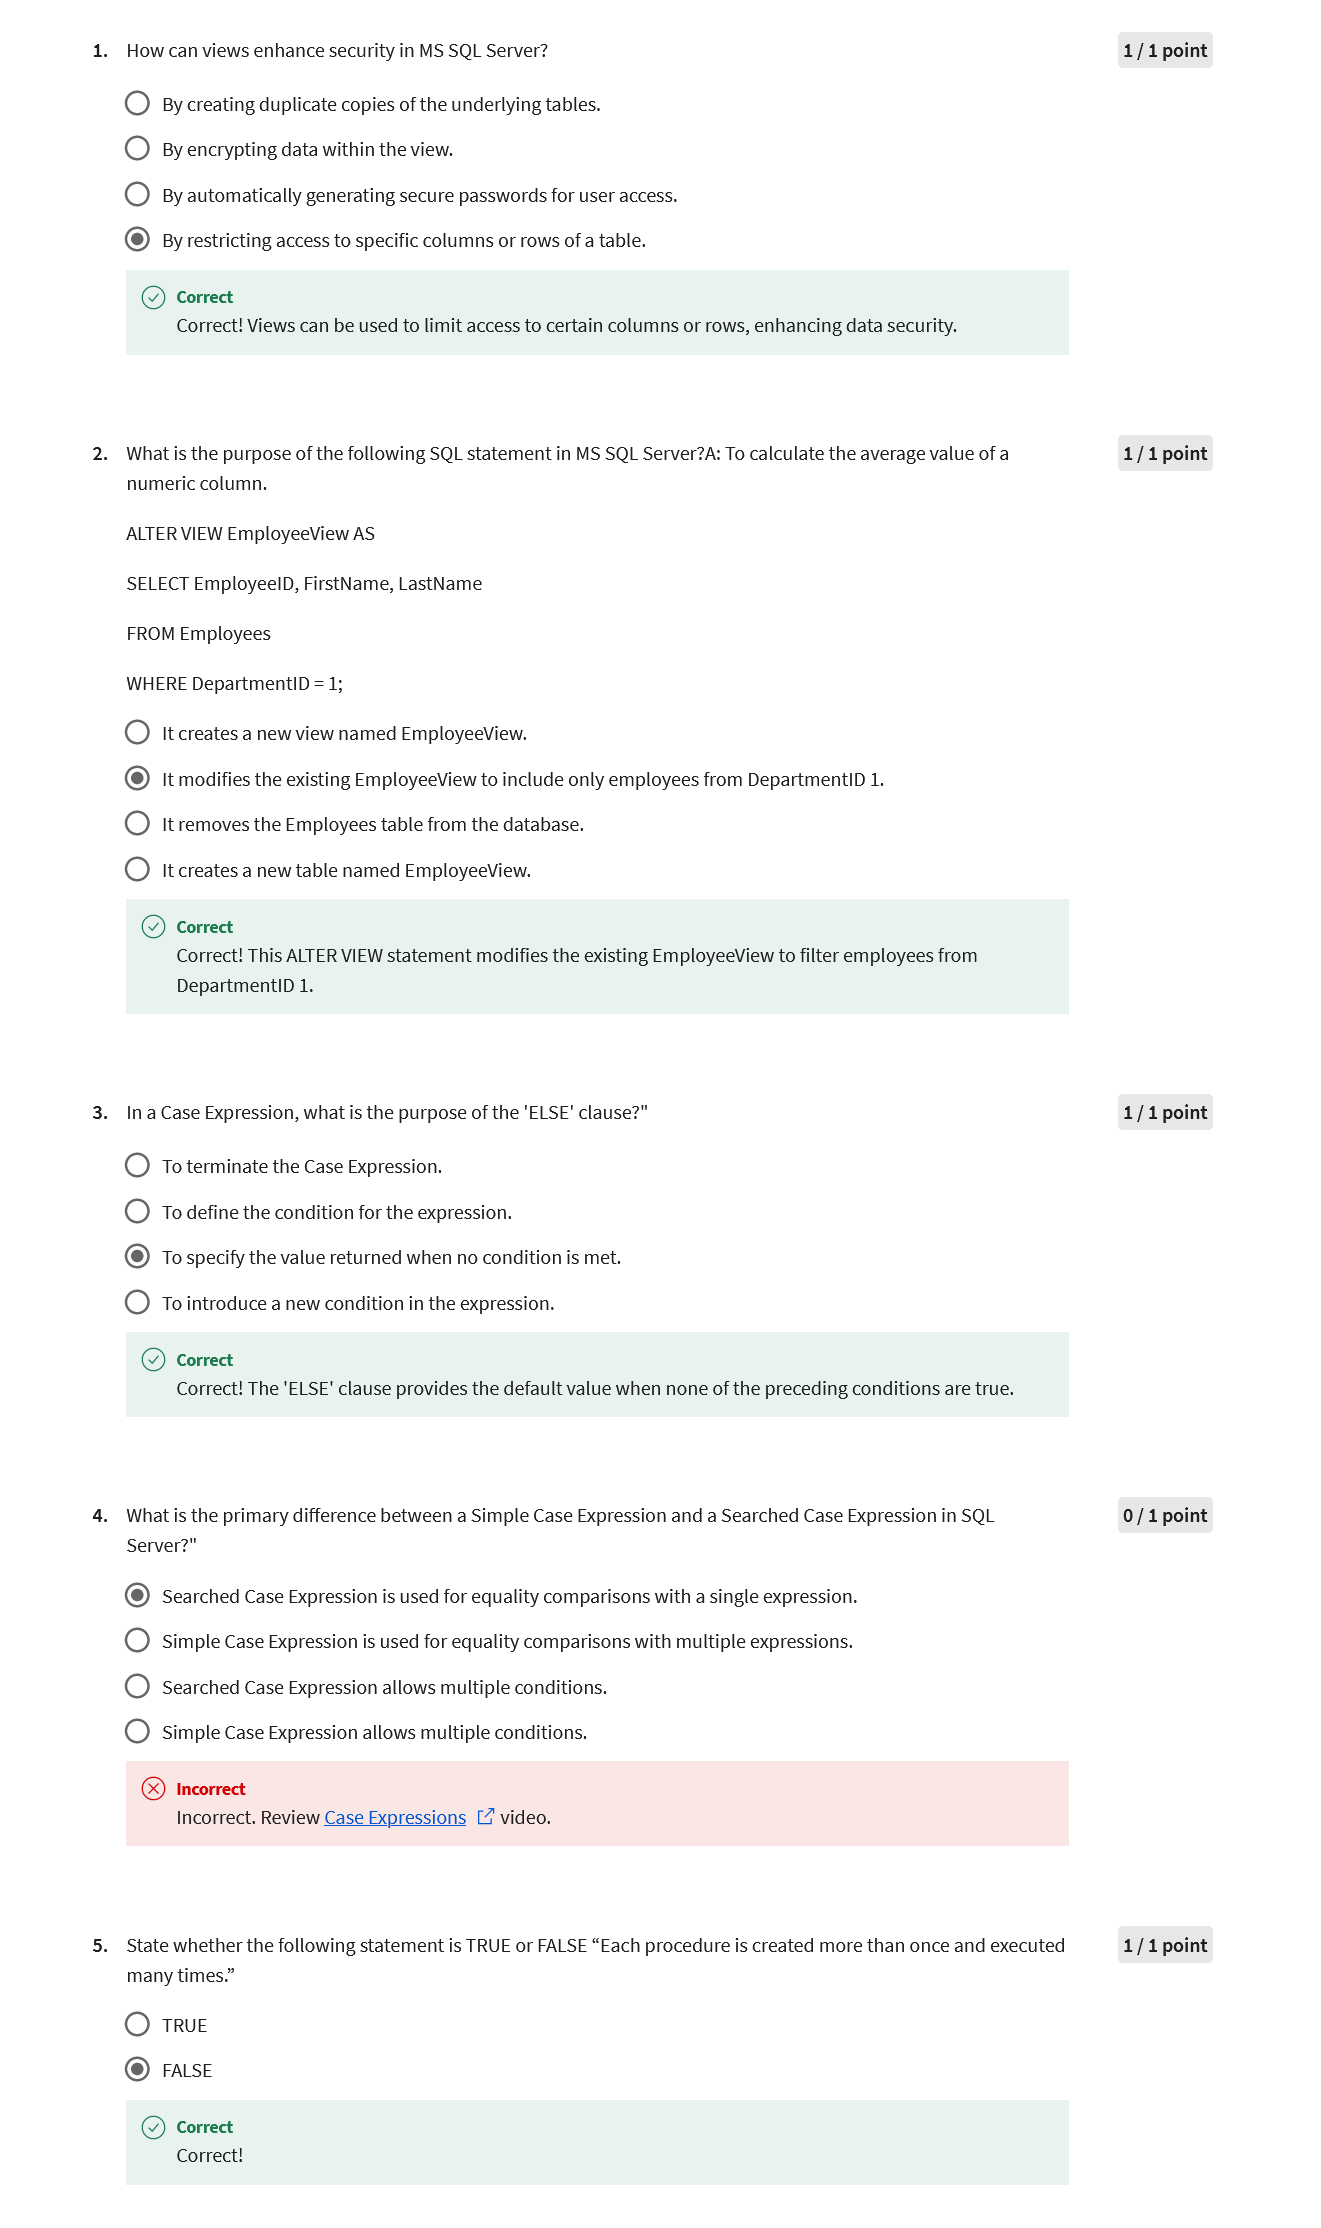 1. How can views enhance security in MS SQL Server?
1 / 1 point
By creating duplicate copies of the underlying tables.
By encrypting data within the view.
By automatically generating secure passwords for user access.
By restricting access to specific columns or rows of a table.
Correct
Correct! Views can be used to limit access to certain columns or rows, enhancing data security.
2. What is the purpose of the following SQL statement in MS SQL Server?A: To calculate the average value of a
numeric column.
1 / 1 point
ALTER VIEW EmployeeView AS
SELECT EmployeeID, FirstName, LastName
FROM Employees
WHERE DepartmentID = 1;
It creates a new view named EmployeeView.
It modifies the existing EmployeeView to include only employees from DepartmentID 1.
It removes the Employees table from the database.
It creates a new table named EmployeeView.
Correct
Correct! This ALTER VIEW statement modifies the existing EmployeeView to filter employees from
DepartmentID 1.
3. In a Case Expression, what is the purpose of the 'ELSE' clause?"
1 / 1 point
To terminate the Case Expression.
To define the condition for the expression.
To specify the value returned when no condition is met.
To introduce a new condition in the expression.
Correct
Correct! The 'ELSE' clause provides the default value when none of the preceding conditions are true.
4. What is the primary difference between a Simple Case Expression and a Searched Case Expression in SQL
Server?"
0 / 1 point
Searched Case Expression is used for equality comparisons with a single expression.
Simple Case Expression is used for equality comparisons with multiple expressions.
Searched Case Expression allows multiple conditions.
Simple Case Expression allows multiple conditions.
Incorrect
Incorrect. Review Case Expressions video.
5. State whether the following statement is TRUE or FALSE “Each procedure is created more than once and executed
many times.”
1 / 1 point
TRUE
FALSE
Correct
Correct!